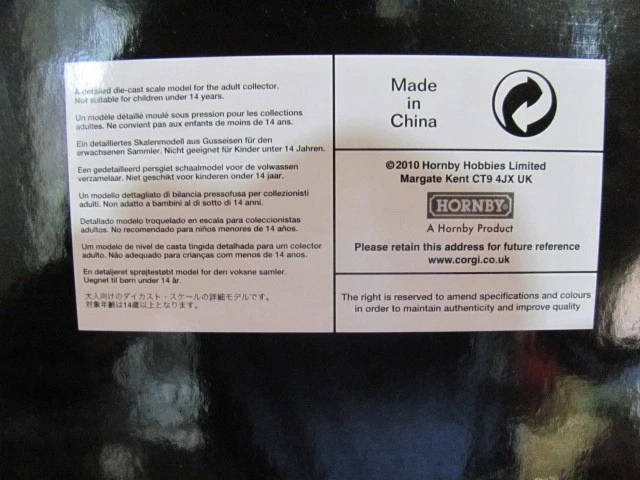 A detailed die-cast scale model for the adult collector.
Not suitable for children under 14 years.
Un modèle détaillé moulé sous pression pour les collections
adultes. Ne convient pas aux enfants de moins de 14 ans.
Ein detailliertes Skalenmodell aus Gusseisen für den
erwachsenen Sammler. Nicht geeignet für Kinder unter 14 Jahren.
Een gedetailleerd persgiet schaalmodel voor de volwassen
verzamelaar. Niet geschikt voor kinderen onder 14 jaar.
Un modello dettagliato di bilancia pressofusa per collezionisti
adulti. Non adatto a bambini al di sotto di 14 anni.
Detallado modelo troquelado en escala para coleccionistas
adultos. No recomendado para niños menores de 14 años.
Um modelo de nível de casta tingida detalhada para um colector
adulto. Não adequado para crianças com menos de 14 anos.
En detaljeret sprøjtestøbt model for den voksne samler.
Uegnet til børn under 14 år.
大人向けのダイカスト・スケールの詳細モデルです。
対象年齢は14歳以上となります。
Made
in
China
©2010 Hornby Hobbies Limited
Margate Kent CT9 4JX UK
HORNBY
A Hornby Product
Please retain this address for future reference
www.corgi.co.uk
The right is reserved to amend specifications and colours
in order to maintain authenticity and improve quality